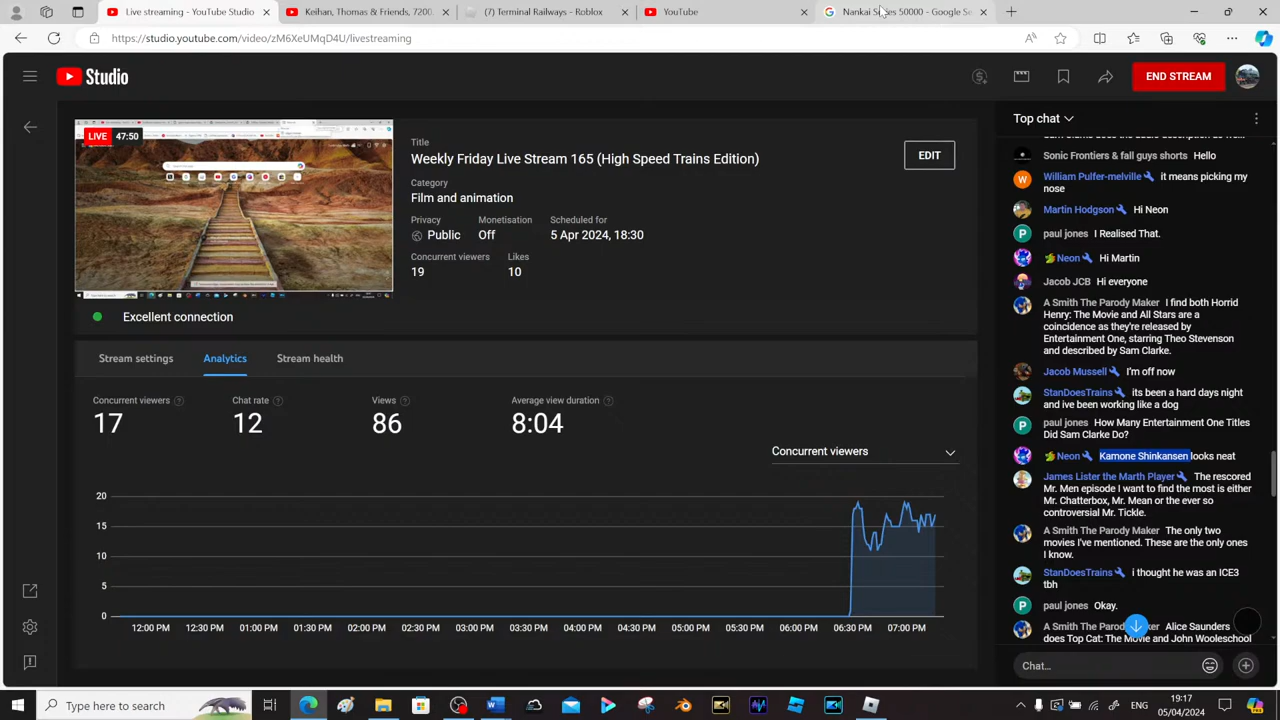 Live streaming - YouTube Studio
Keihan, Thomas & Friends, 7200
(7) Terminal Railways - Roblox
YouTube
Nankai Series 50000 - Google Se
https://studio.youtube.com/video/zM6XeUMqD4U/livestreaming
Studio
END STREAM
LIVE 47:50
Title
Weekly Friday Live Stream 165 (High Speed Trains Edition)
EDIT
Category
Film and animation
Privacy Monetisation Scheduled for
Public Off 5 Apr 2024, 18:30
Concurrent viewers Likes
19 10
Excellent connection
Stream settings Analytics Stream health
Concurrent viewers Chat rate Views Average view duration
17 12 86 8:04
Concurrent viewers
20
15
10
5
0
12:00 PM 12:30 PM 01:00 PM 01:30 PM 02:00 PM 02:30 PM 03:00 PM 03:30 PM 04:00 PM 04:30 PM 05:00 PM 05:30 PM 06:00 PM 06:30 PM 07:00 PM
Top chat
Sonic Frontiers & fall guys shorts Hello
William Pulfer-melville it means picking my
nose
Martin Hodgson Hi Neon
paul jones I Realised That.
Neon Hi Martin
Jacob JCB Hi everyone
A Smith The Parody Maker I find both Horrid
Henry: The Movie and All Stars are a
coincidence as they're released by
Entertainment One, starring Theo Stevenson
and described by Sam Clarke.
Jacob Mussell I'm off now
StanDoesTrains its been a hard days night
and ive been working like a dog
paul jones How Many Entertainment One Titles
Did Sam Clarke Do?
Neon Kamone Shinkansen looks neat
James Lister the Marth Player The rescored
Mr. Men episode I want to find the most is either
Mr. Chatterbox, Mr. Mean or the ever so
controversial Mr. Tickle.
A Smith The Parody Maker The only two
movies I've mentioned. These are the only ones
I know.
StanDoesTrains i thought he was an ICE3
tbh
paul jones Okay.
A Smith The Parody Maker Alice Saunders
does Top Cat: The Movie and John Wooleschool
Chat...
Type here to search
ENG
19:17
05/04/2024